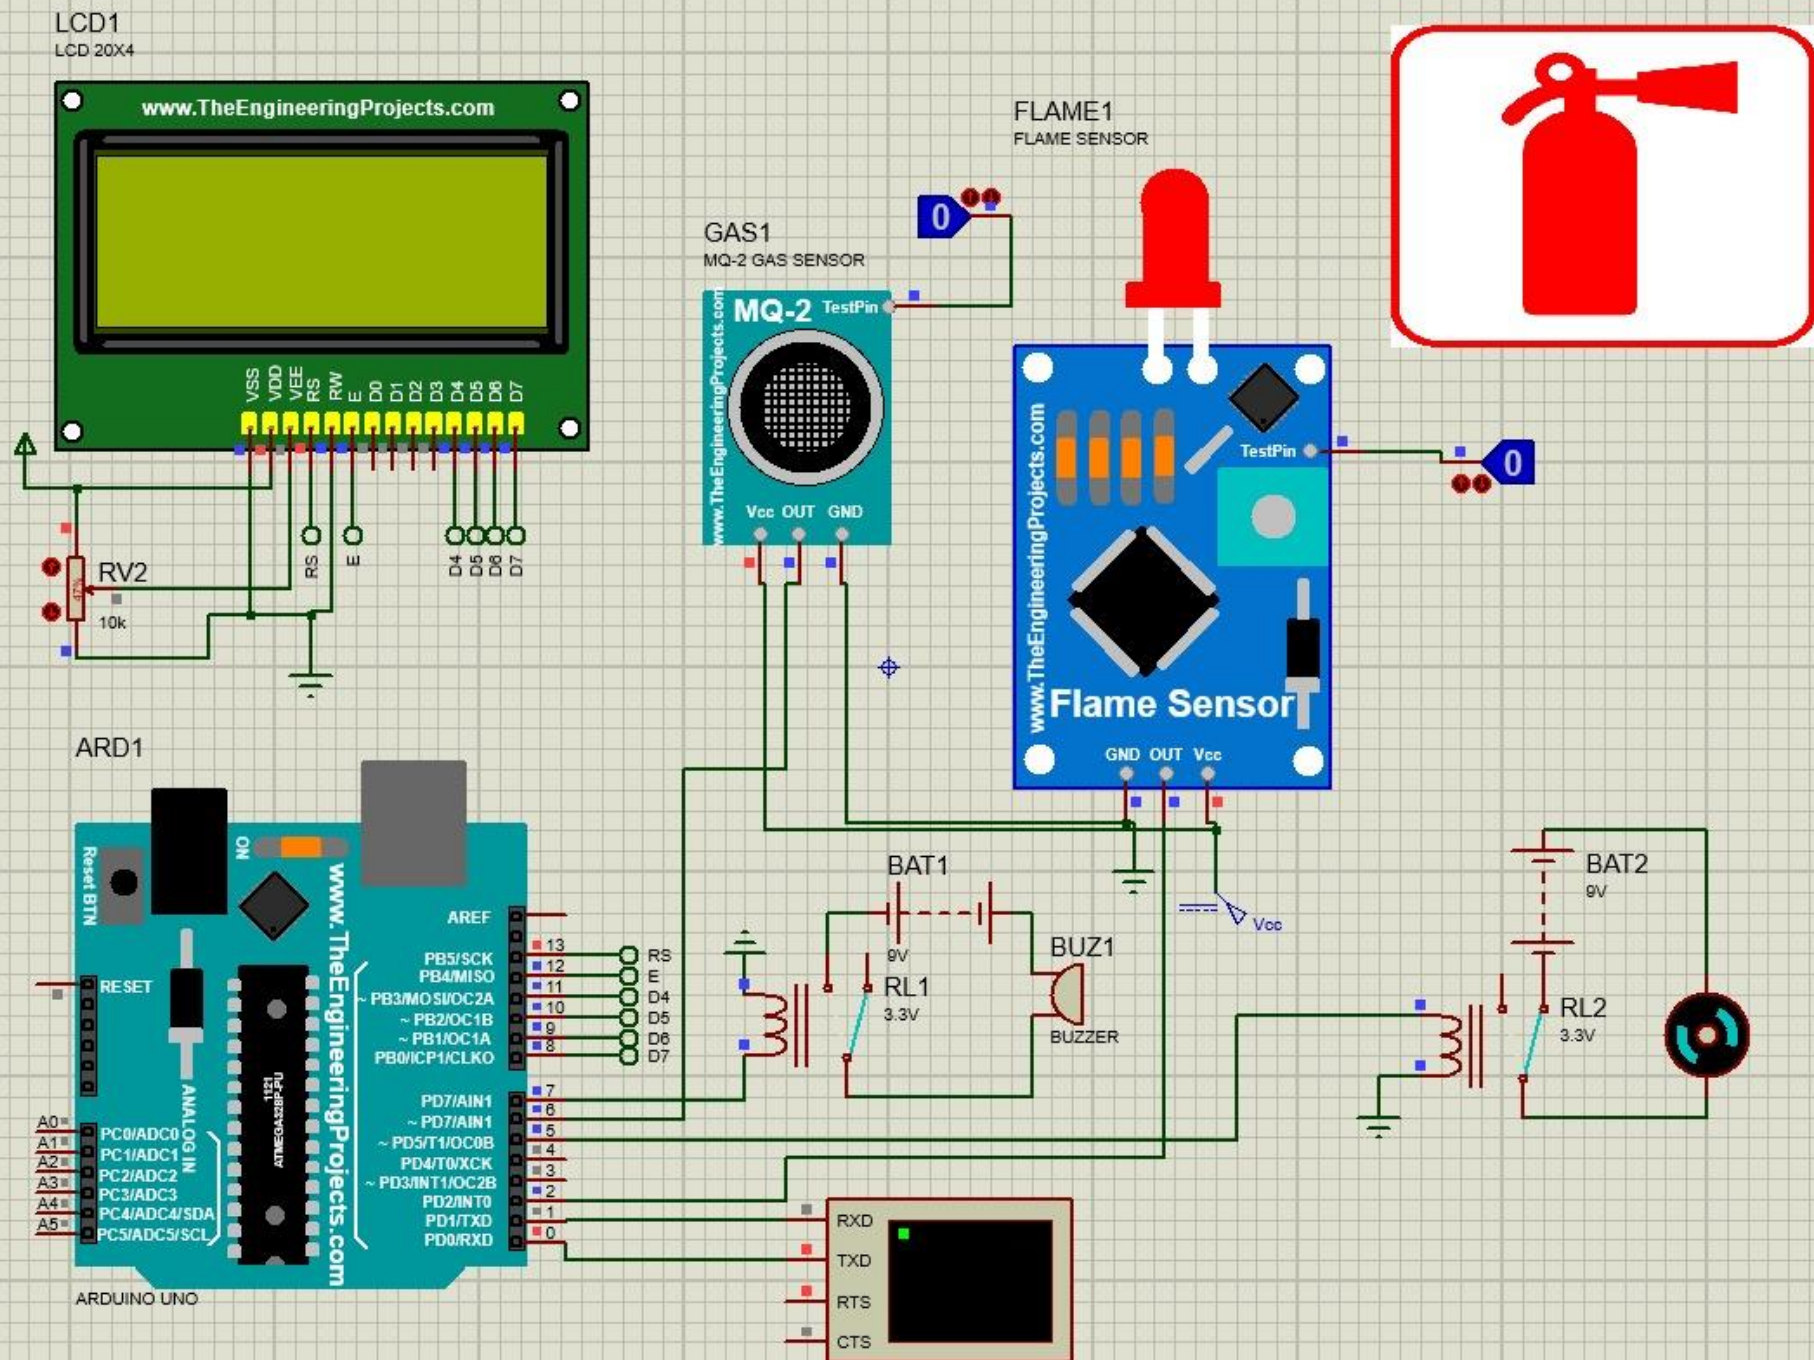 LCD1
LCD 20X4
www.TheEngineeringProjects.com
VSS
VDD
VEE
RS
RW
E
D0
D1
D2
D3
D4
D5
D6
D7
RS
E
D4
D5
D6
D7
RV2
47%
10k
GAS1
MQ-2 GAS SENSOR
0
MQ-2
TestPin
www.TheEngineeringProjects.com
Vcc OUT GND
FLAME1
FLAME SENSOR
www.TheEngineeringProjects.com
TestPin
0
Flame Sensor
GND OUT Vcc
Vcc
ARD1
Reset BTN
ON
www.TheEngineeringProjects.com
RESET
ANALOG IN
1121
ATMEGA328P-PU
A0 PC0/ADC0
A1 PC1/ADC1
A2 PC2/ADC2
A3 PC3/ADC3
A4 PC4/ADC4/SDA
A5 PC5/ADC5/SCL
AREF
PB5/SCK 13 RS
PB4/MISO 12 E
~ PB3/MOSI/OC2A 11 D4
~ PB2/OC1B 10 D5
~ PB1/OC1A 9 D6
PB0/ICP1/CLKO 8 D7
PD7/AIN1 7
~ PD7/AIN1 6
~ PD5/T1/OC0B 5
PD4/T0/XCK 4
~ PD3/INT1/OC2B 3
PD2/INT0 2
PD1/TXD 1
PD0/RXD 0
ARDUINO UNO
BAT1
9V
RL1
3.3V
BUZ1
BUZZER
BAT2
9V
RL2
3.3V
RXD
TXD
RTS
CTS